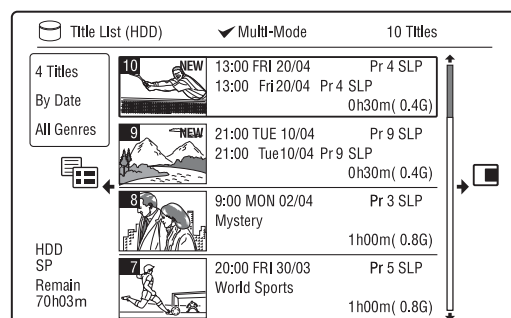 Title List (HDD) Multi-Mode 10 Titles
4 Titles
By Date
All Genres
10 NEW 13:00 FRI 20/04 Pr 4 SLP
13:00 Fri 20/04 Pr 4 SLP
0h30m( 0.4G)
9 NEW 21:00 TUE 10/04 Pr 9 SLP
21:00 Tue 10/04 Pr 9 SLP
0h30m( 0.4G)
8 9:00 MON 02/04 Pr 3 SLP
Mystery
1h00m( 0.8G)
7 20:00 FRI 30/03 Pr 5 SLP
World Sports
1h00m( 0.8G)
HDD
SP
Remain
70h03m